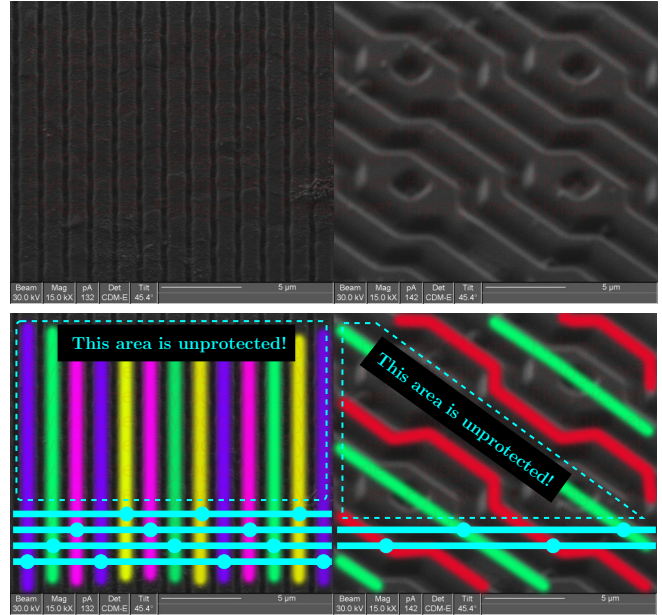 Beam Mag pA Det Tilt
30.0 kV 15.0 kX 132 CDM-E 45.4° 5 µm
Beam Mag pA Det Tilt
30.0 kV 15.0 kX 142 CDM-E 45.4° 5 µm
This area is unprotected!
This area is unprotected!
Beam Mag pA Det Tilt
30.0 kV 15.0 kX 132 CDM-E 45.4° 5 µm
Beam Mag pA Det Tilt
30.0 kV 15.0 kX 142 CDM-E 45.4° 5 µm